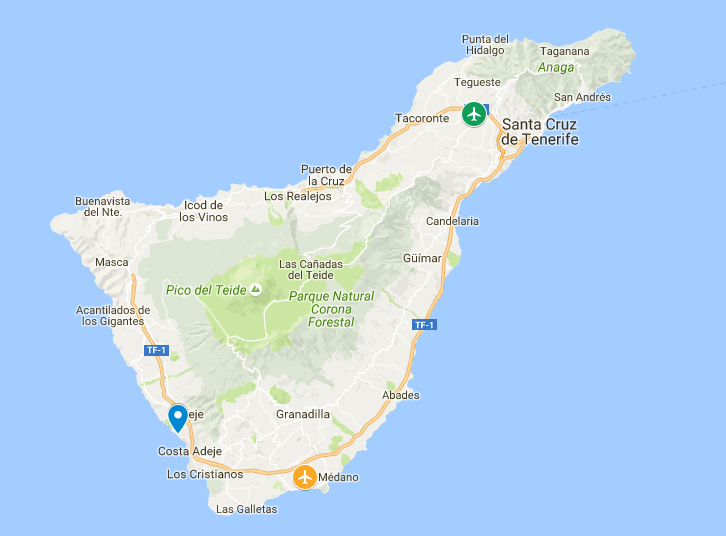 Punta del
Hidalgo
Taganana
Anaga
Tegueste
San Andrés
Tacoronte
Santa Cruz
de Tenerife
Puerto de
la Cruz
Los Realejos
Buenavista
del Nte.
Icod de
los Vinos
Candelaria
Masca
Las Cañadas
del Teide
Güímar
Pico del Teide
Parque Natural
Corona
Forestal
Acantilados de
los Gigantes
TF-1
TF-1
Abades
eje
Granadilla
Costa Adeje
Los Cristianos
Médano
Las Galletas